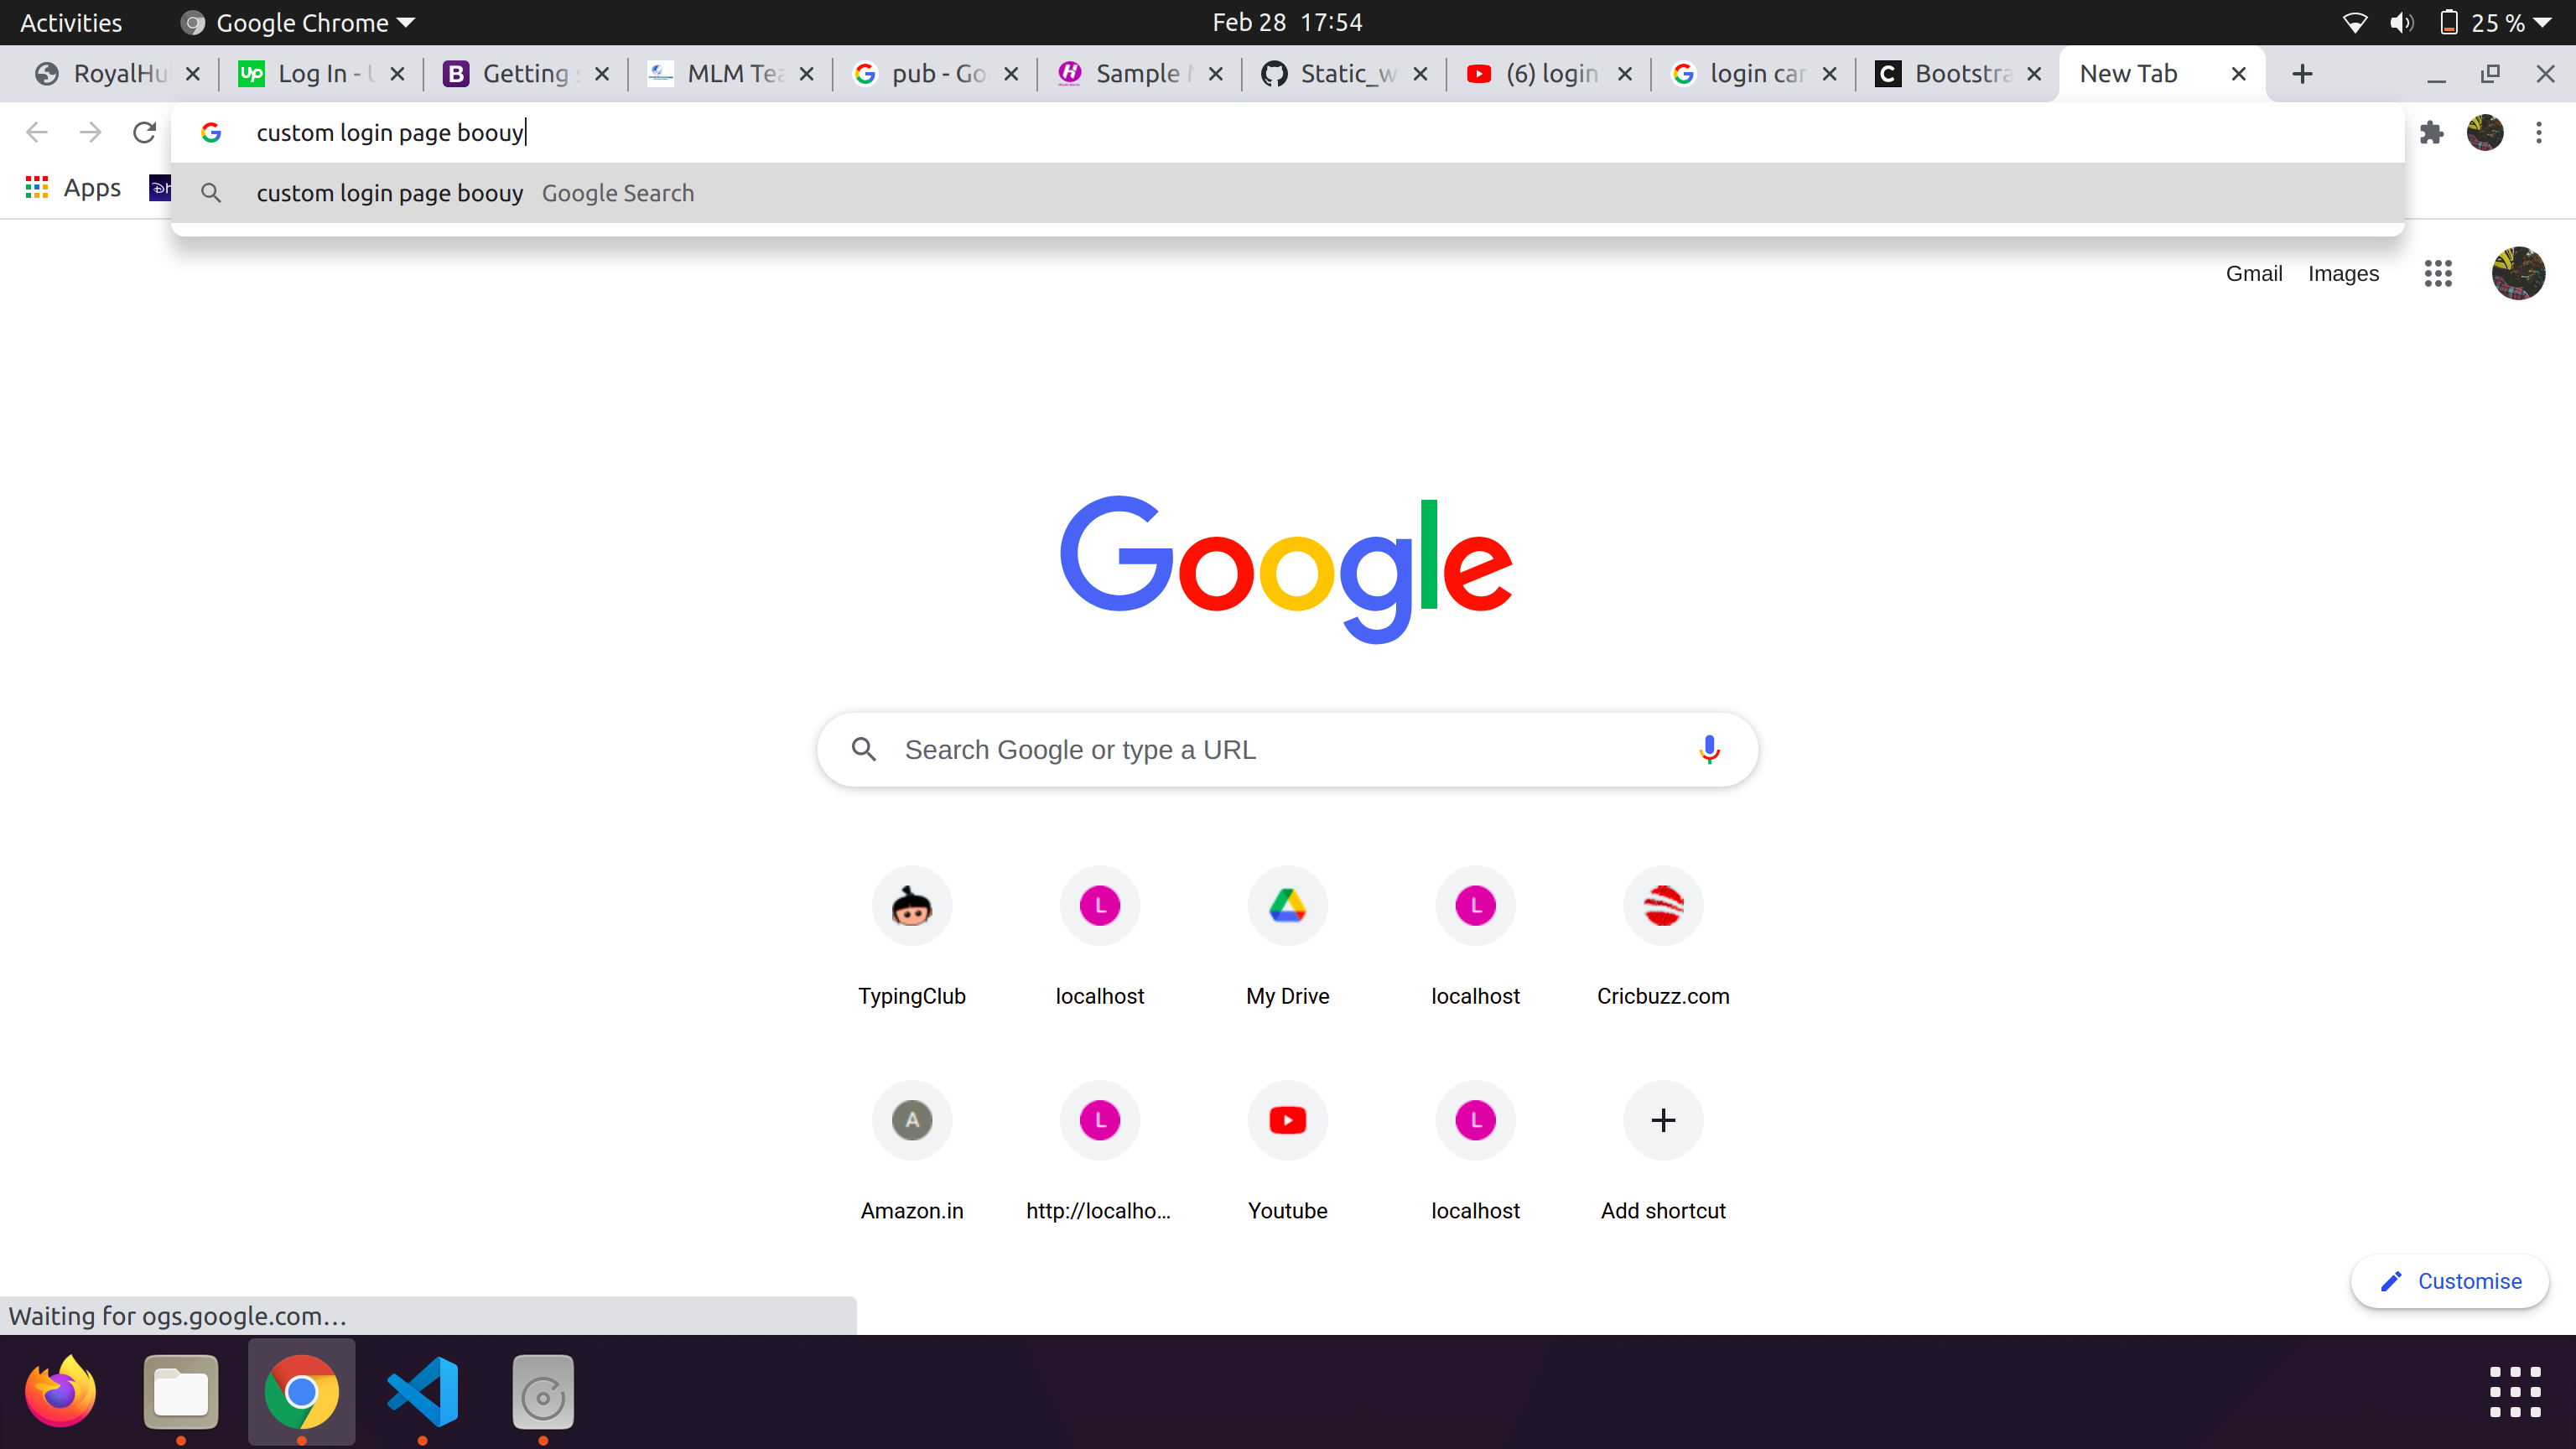 Activities Google Chrome Feb 28 17:54 25 %
RoyalHu Log In - Getting MLM Tea pub - Go Sample Static_w (6) login login car Bootstra New Tab
custom login page boouy
Apps
custom login page boouy Google Search
Gmail Images
Google
Search Google or type a URL
TypingClub localhost My Drive localhost Cricbuzz.com
Amazon.in http://localho... Youtube localhost Add shortcut
Customise
Waiting for ogs.google.com...